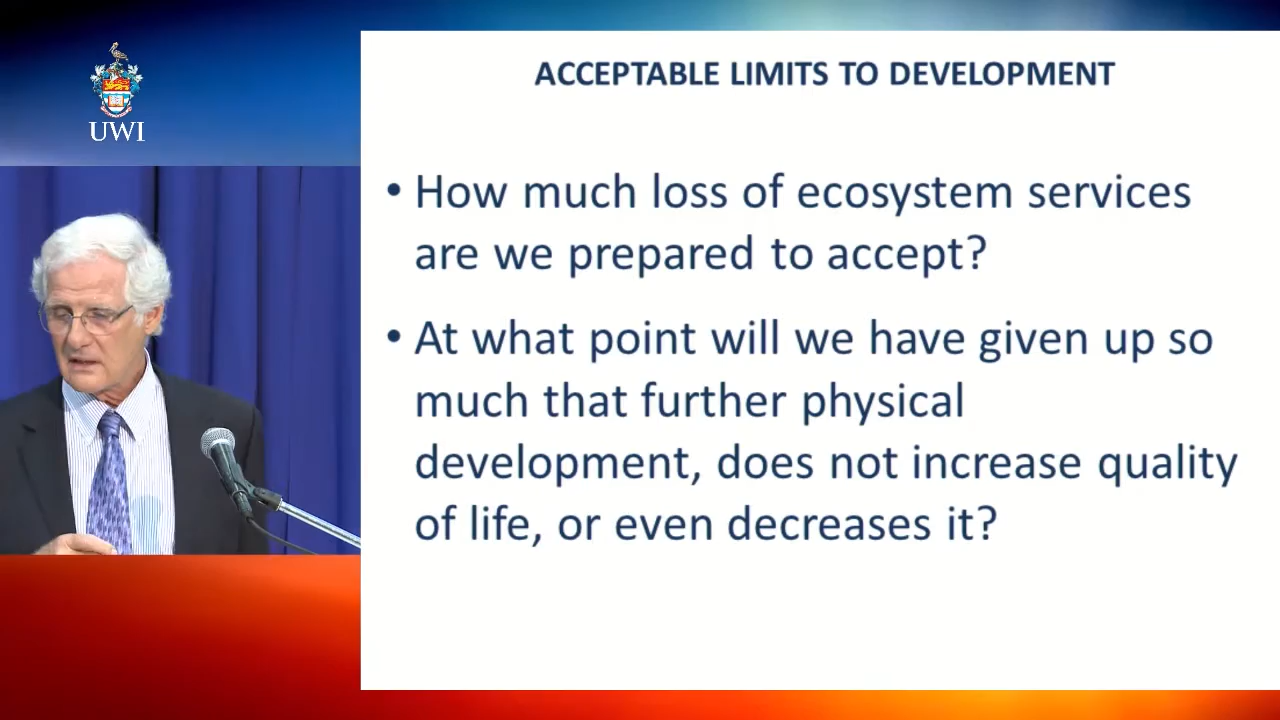 UWI
ACCEPTABLE LIMITS TO DEVELOPMENT
• How much loss of ecosystem services
are we prepared to accept?
• At what point will we have given up so
much that further physical
development, does not increase quality
of life, or even decreases it?